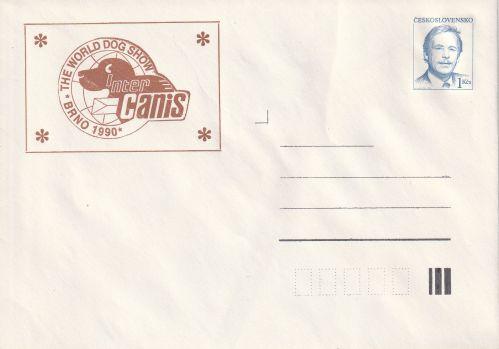 THE WORLD DOG SHOW
inter
canis
BRNO 1990
ČESKOSLOVENSKO
1 Kčs